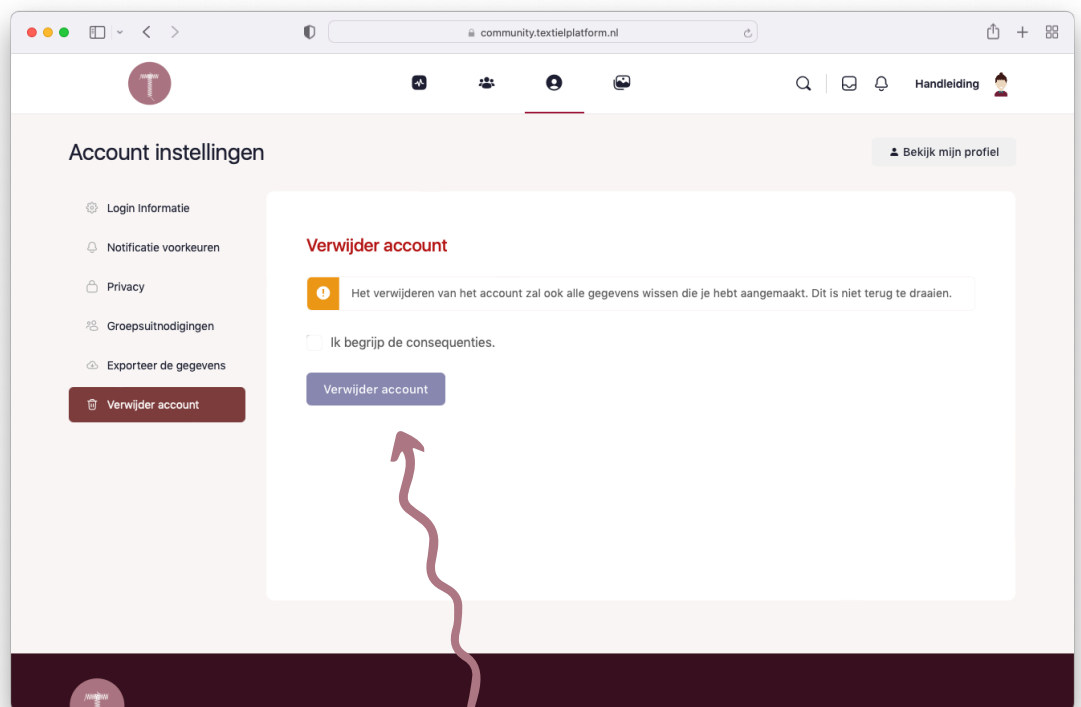 community.textielplatform.nl
Handleiding
Account instellingen
Bekijk mijn profiel
Login Informatie
Notificatie voorkeuren
Privacy
Groepsuitnodigingen
Exporteer de gegevens
Verwijder account
Verwijder account
Het verwijderen van het account zal ook alle gegevens wissen die je hebt aangemaakt. Dit is niet terug te draaien.
Ik begrijp de consequenties.
Verwijder account